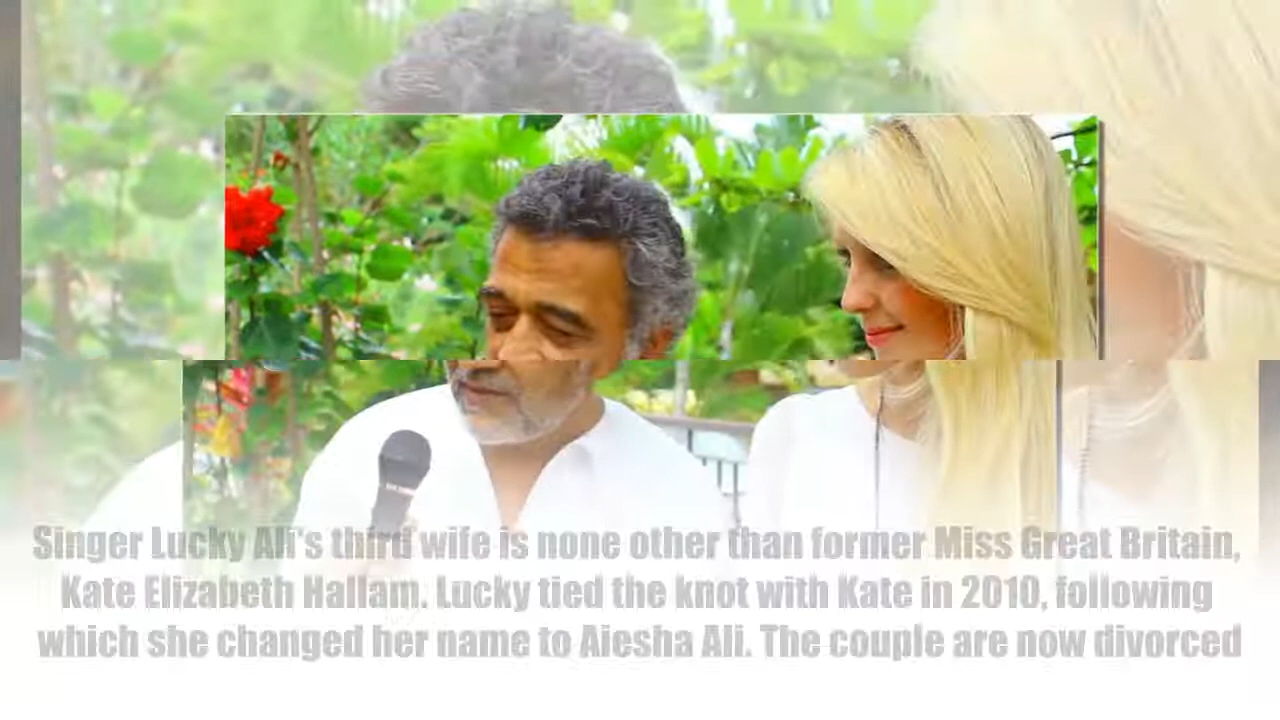 Singer Lucky Ali's third wife is none other than former Miss Great Britain,
Kate Elizabeth Hallam. Lucky tied the knot with Kate in 2010, following
which she changed her name to Aiesha Ali. The couple are now divorced